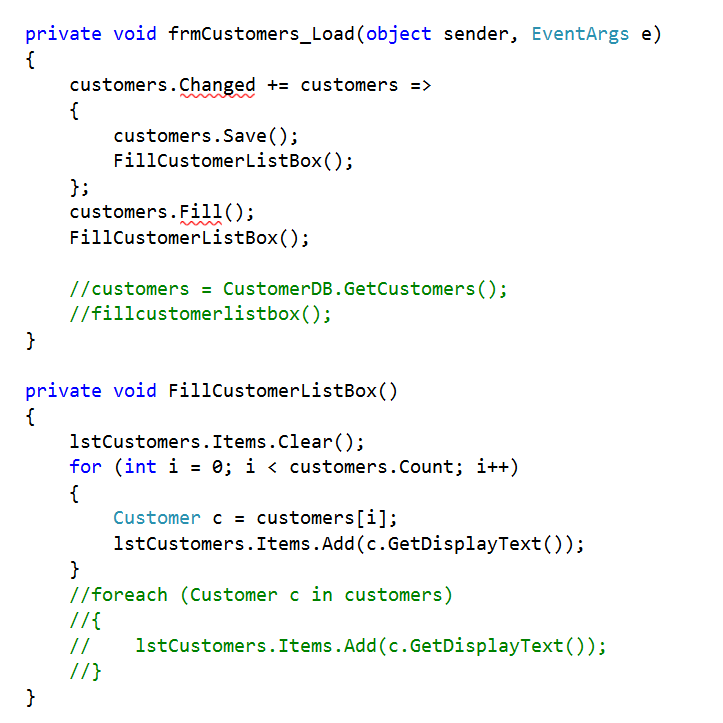 private void frmCustomers_Load(object sender, EventArgs e)
{
    customers.Changed += customers =>
    {
        customers.Save();
        FillCustomerListBox();
    };
    customers.Fill();
    FillCustomerListBox();

    //customers = CustomerDB.GetCustomers();
    //fillcustomerlistbox();
}

private void FillCustomerListBox()
{
    lstCustomers.Items.Clear();
    for (int i = 0; i < customers.Count; i++)
    {
        Customer c = customers[i];
        lstCustomers.Items.Add(c.GetDisplayText());
    }
    //foreach (Customer c in customers)
    //{
    //    lstCustomers.Items.Add(c.GetDisplayText());
    //}
}